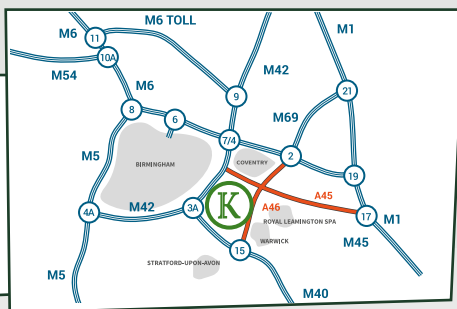 M6 TOLL
M6
M1
11
10A
M54
M42
M6
9
21
8
6
M69
7/4
M5
BIRMINGHAM
COVENTRY
2
19
A45
M42
3A
K
A46
4A
17
M1
ROYAL LEAMINGTON SPA
WARWICK
M45
15
STRATFORD-UPON-AVON
M5
M40